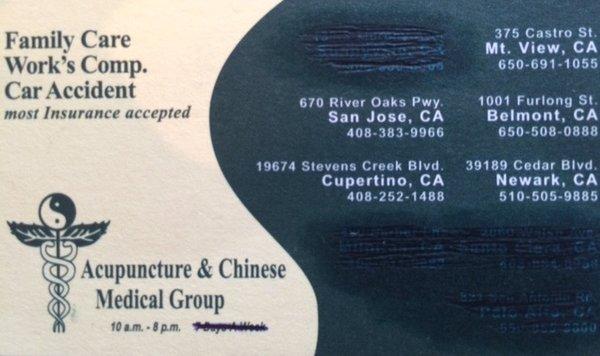 Family Care
Work's Comp.
Car Accident
most Insurance accepted
Acupuncture & Chinese
Medical Group
10 a.m. - 8 p.m. 7 Days A Week
375 Castro St.
Mt. View, CA
650-691-1055
670 River Oaks Pwy.
San Jose, CA
408-383-9966
1001 Furlong St.
Belmont, CA
650-508-0888
19674 Stevens Creek Blvd.
Cupertino, CA
408-252-1488
39189 Cedar Blvd.
Newark, CA
510-505-9885
Palo Alto, CA